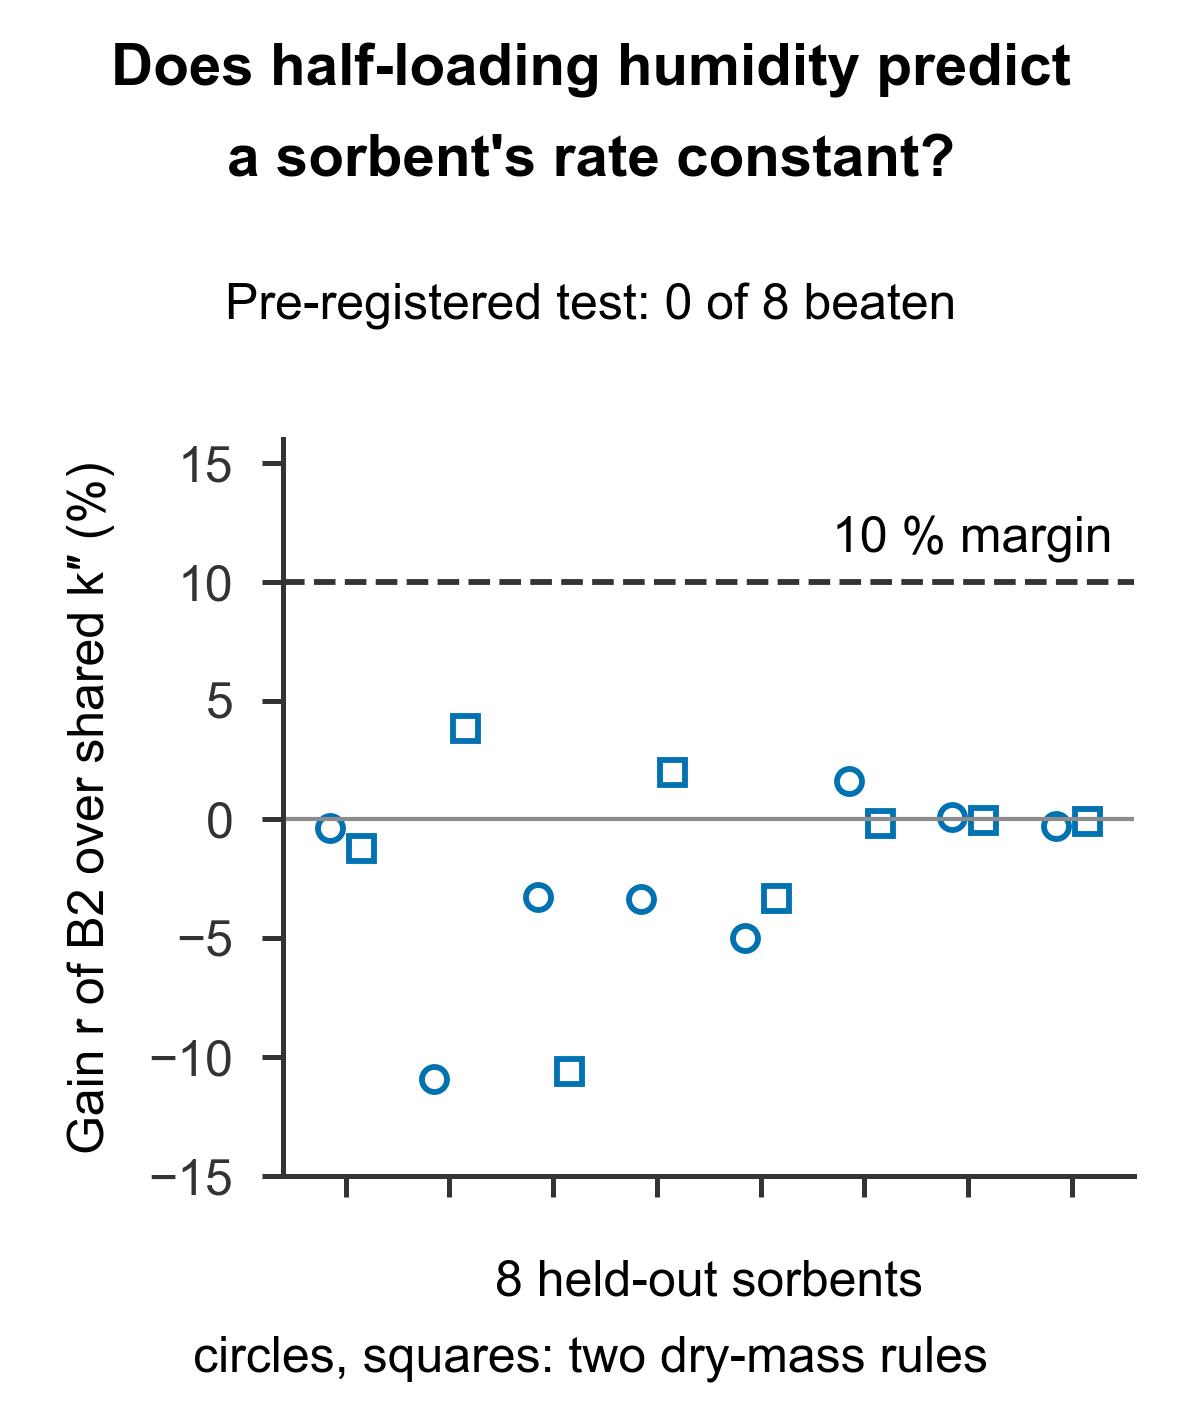 Does half-loading humidity predict
a sorbent's rate constant?
Pre-registered test: 0 of 8 beaten
Gain r of B2 over shared k″ (%)
15
10
5
0
−5
−10
−15
10 % margin
8 held-out sorbents
circles, squares: two dry-mass rules